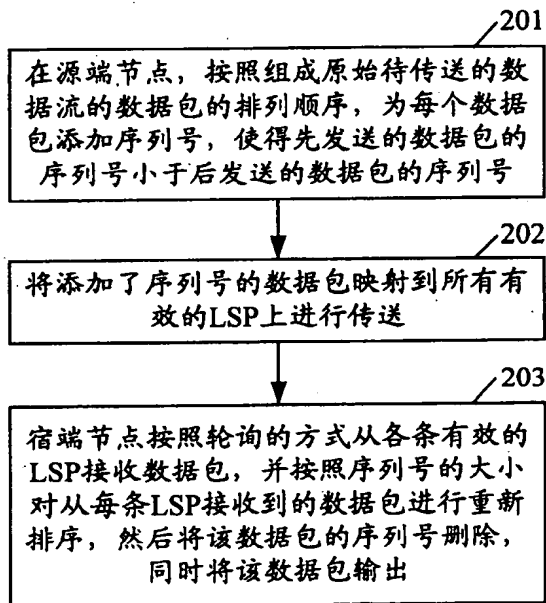 201
在源端节点，按照组成原始待传送的数
据流的数据包的排列顺序，为每个数据
包添加序列号，使得先发送的数据包的
序列号小于后发送的数据包的序列号
202
将添加了序列号的数据包映射到所有有
效的LSP上进行传送
203
宿端节点按照轮询的方式从各条有效的
LSP接收数据包，并按照序列号的大小
对从每条LSP接收到的数据包进行重新
排序，然后将该数据包的序列号删除，
同时将该数据包输出